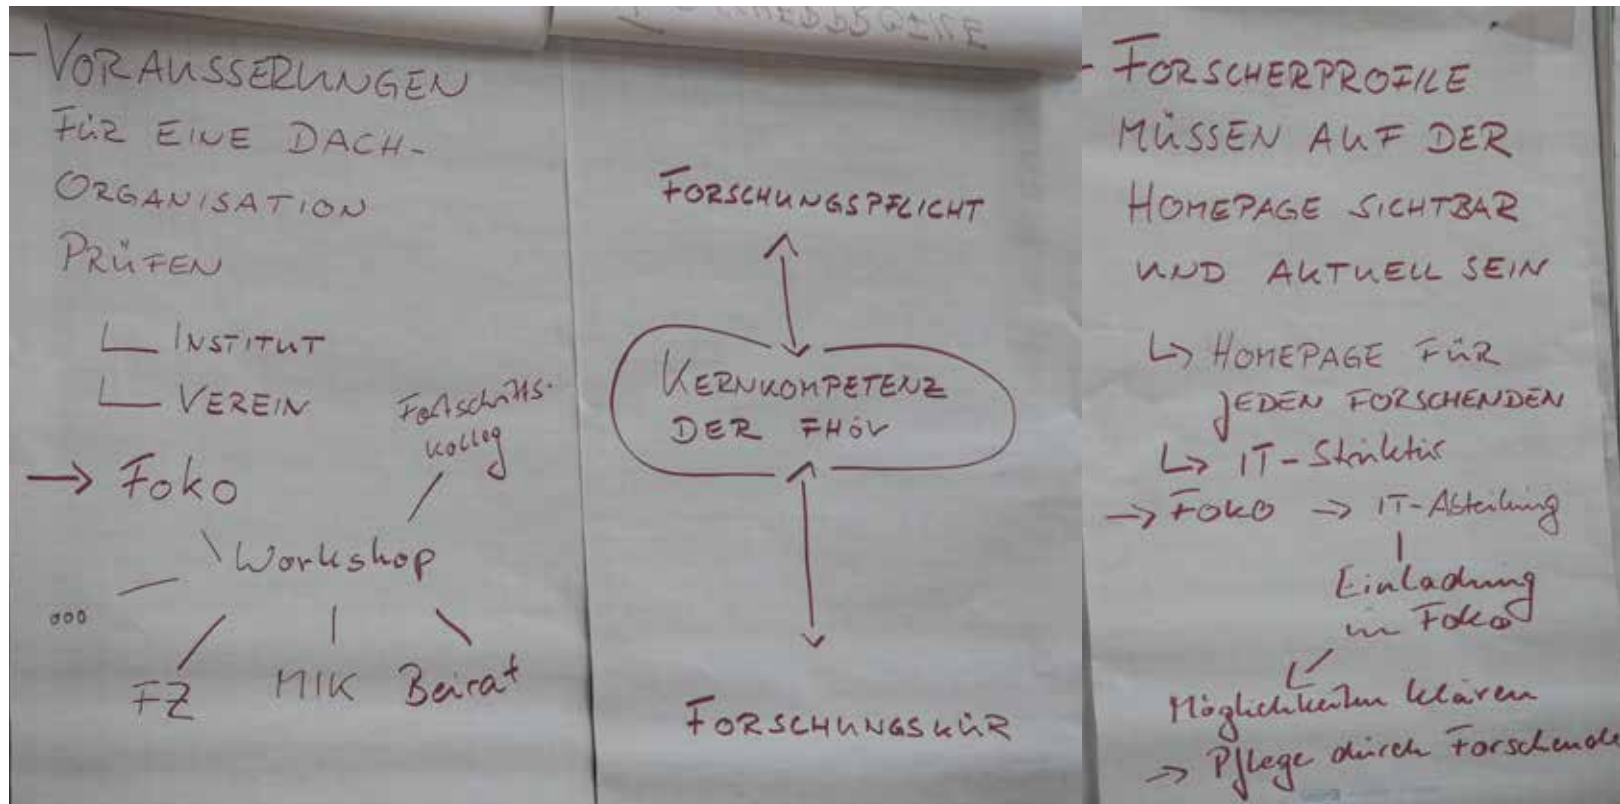 - VORAUSSERUNGEN
FÜR EINE DACH-
ORGANISATION
PRÜFEN
INSTITUT
VEREIN
Fortschritts-
kolleg
→ Foko
Workshop
ooo
FZ
MIK
Beirat
FORSCHUNGSPFLICHT
KERNKOMPETENZ
DER FHöV
FORSCHUNGSKÜR
- FORSCHERPROFILE
MÜSSEN AUF DER
HOMEPAGE SICHTBAR
UND AKTUELL SEIN
↳ HOMEPAGE FÜR
JEDEN FORSCHENDEN
↳ IT-Struktur
→ FOKO → IT-Abteilung
Einladung
in Foko
Möglichkeiten klären
→ Pflege durch Forschende